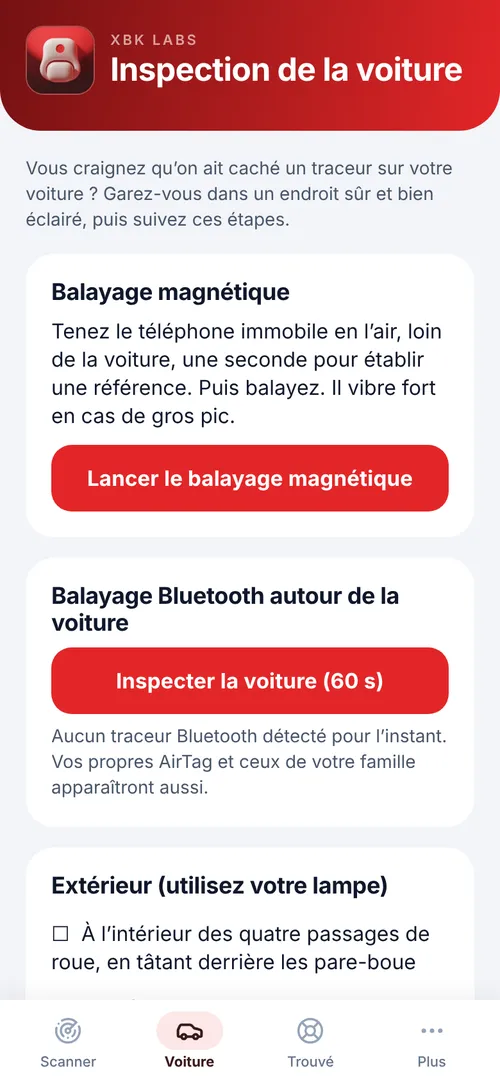 XBK LABS
Inspection de la voiture
Vous craignez qu’on ait caché un traceur sur votre
voiture ? Garez-vous dans un endroit sûr et bien
éclairé, puis suivez ces étapes.
Balayage magnétique
Tenez le téléphone immobile en l’air, loin
de la voiture, une seconde pour établir
une référence. Puis balayez. Il vibre fort
en cas de gros pic.
Lancer le balayage magnétique
Balayage Bluetooth autour de la
voiture
Inspecter la voiture (60 s)
Aucun traceur Bluetooth détecté pour l’instant.
Vos propres AirTag et ceux de votre famille
apparaîtront aussi.
Extérieur (utilisez votre lampe)
☐ À l’intérieur des quatre passages de
roue, en tâtant derrière les pare-boue
Scanner
Voiture
Trouvé
Plus